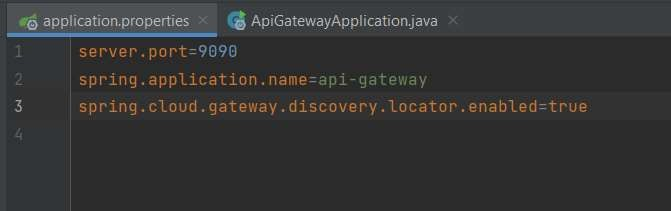 application.properties ApiGatewayApplication.java
1 server.port=9090
2 spring.application.name=api-gateway
3 spring.cloud.gateway.discovery.locator.enabled=true
4